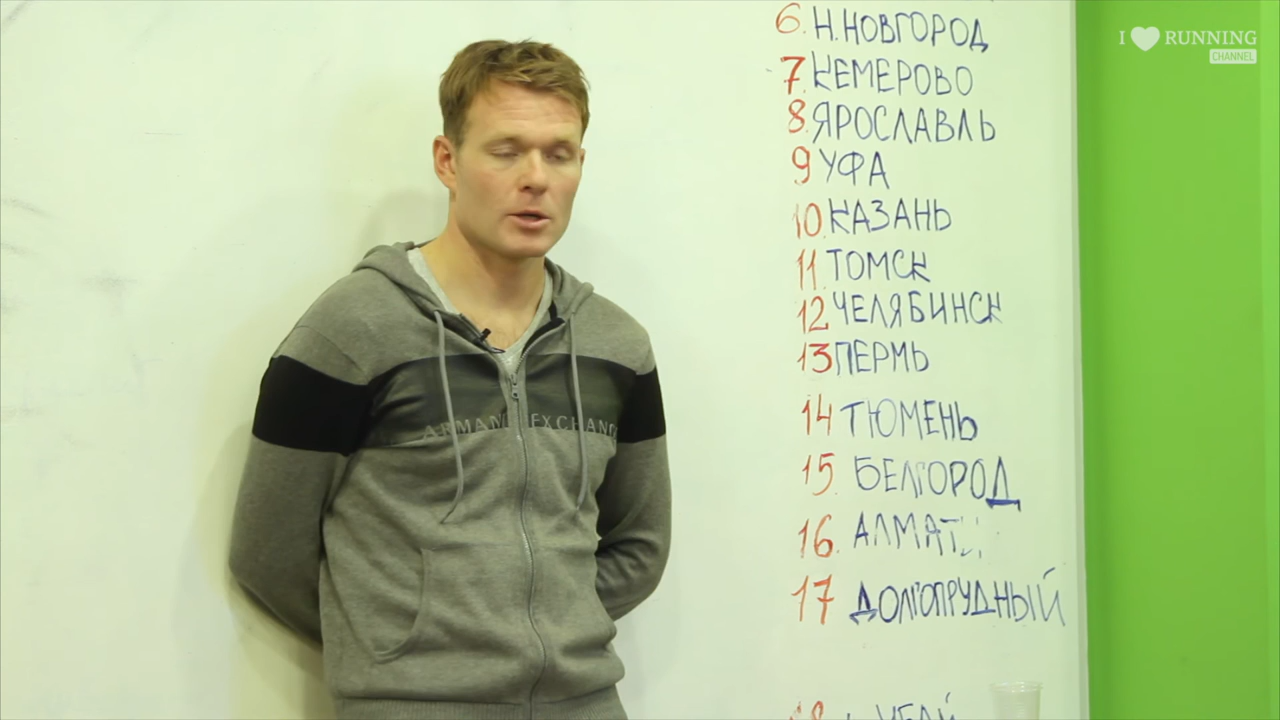 I RUNNING
CHANNEL
6. Н.НОВГОРОД
7. КЕМЕРОВО
8. ЯРОСЛАВЛЬ
9 УФА
10. КАЗАНЬ
11. ТОМСК
12 ЧЕЛЯБИНСК
13 ПЕРМЬ
14 ТЮМЕНЬ
15 БЕЛГОРОД
16. АЛМАТЫ
17 ДОЛГОПРУДНЫЙ
ARMANI EXCHANGE